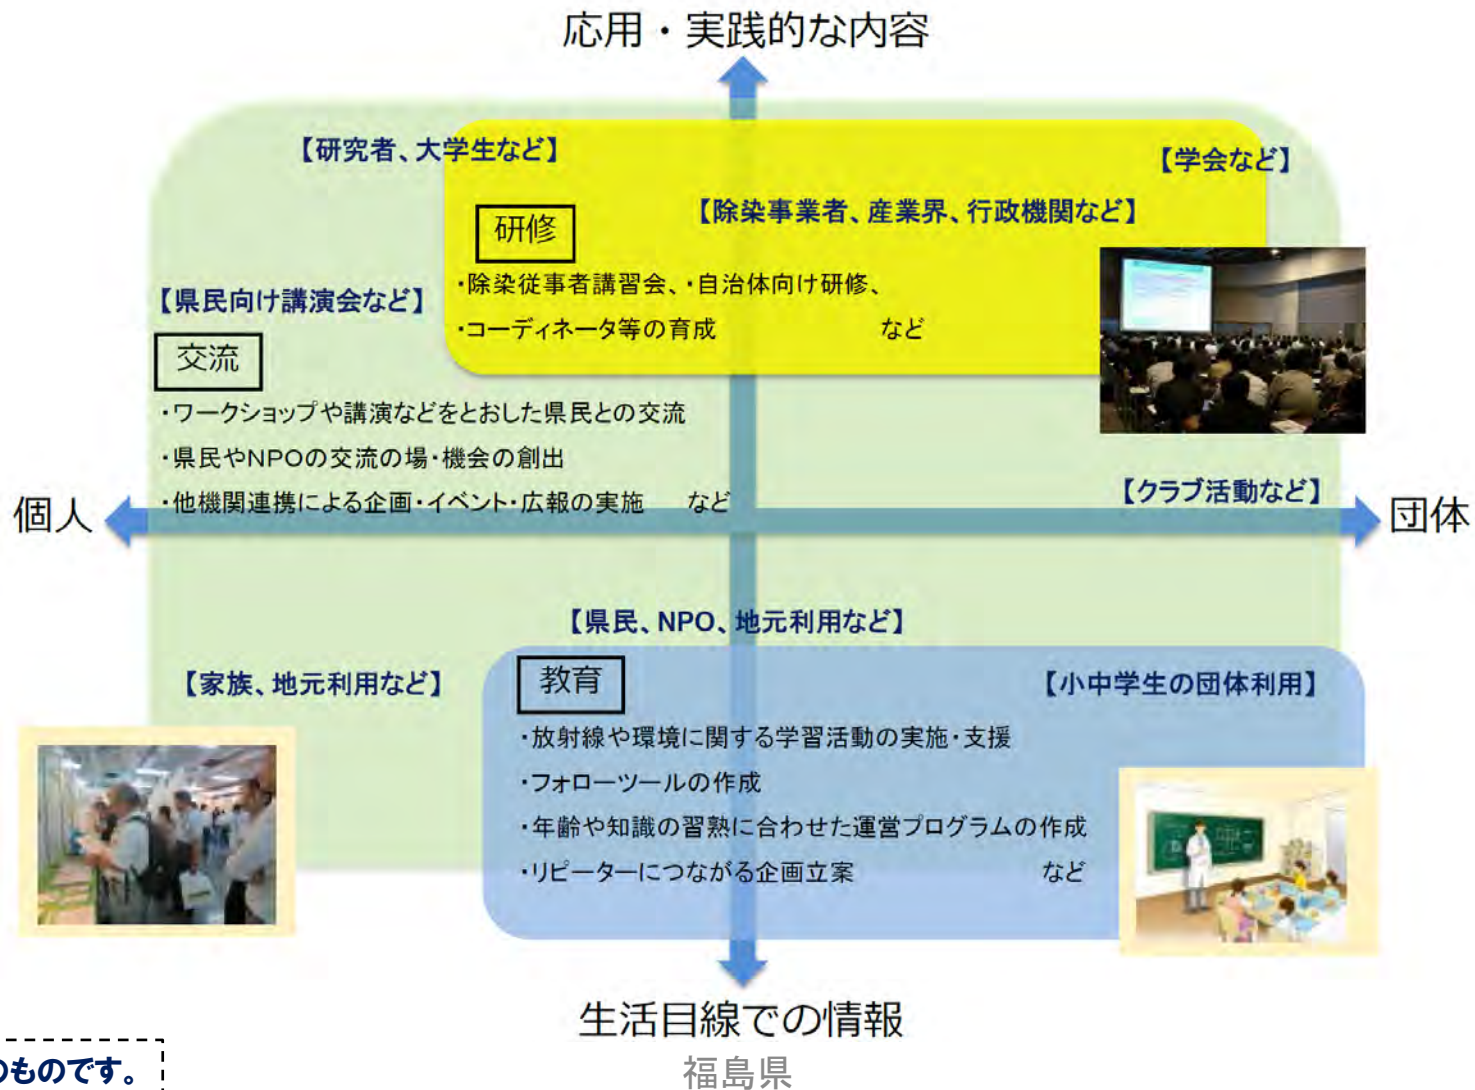 応用・実践的な内容
【研究者、大学生など】
【学会など】
【除染事業者、産業界、行政機関など】
研修
・除染従事者講習会、・自治体向け研修、
・コーディネータ等の育成 など
【県民向け講演会など】
交流
・ワークショップや講演などをとおした県民との交流
・県民やNPOの交流の場・機会の創出
・他機関連携による企画・イベント・広報の実施 など
【クラブ活動など】
個人
団体
【県民、NPO、地元利用など】
【家族、地元利用など】
教育
【小中学生の団体利用】
・放射線や環境に関する学習活動の実施・支援
・フォローツールの作成
・年齢や知識の習熟に合わせた運営プログラムの作成
・リピーターにつながる企画立案 など
生活目線での情報
のものです。
福島県